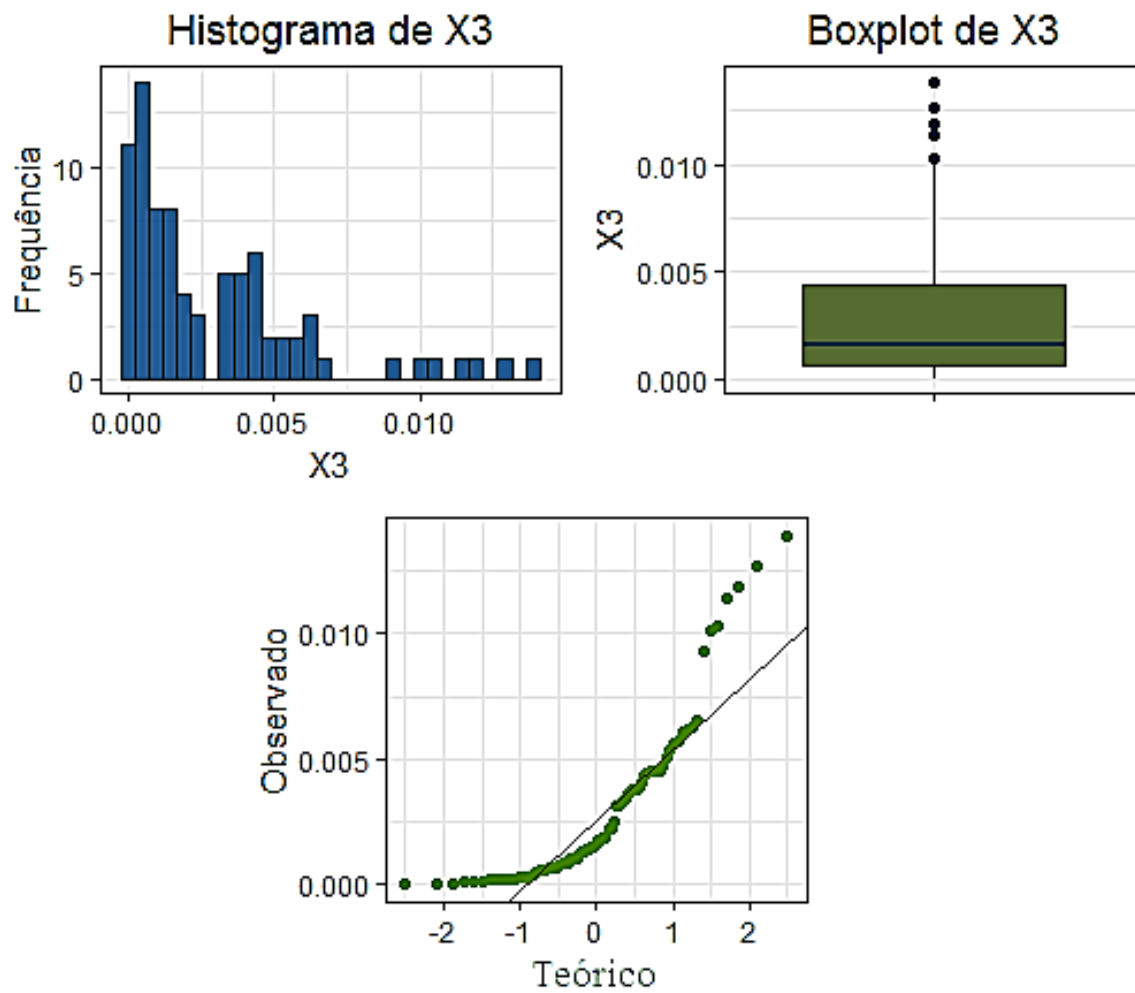 Histograma de X3
Frequência
10
5
0
0.000 0.005 0.010
X3
Boxplot de X3
X3
0.010
0.005
0.000
Observado
0.010
0.005
0.000
-2 -1 0 1 2
Teórico